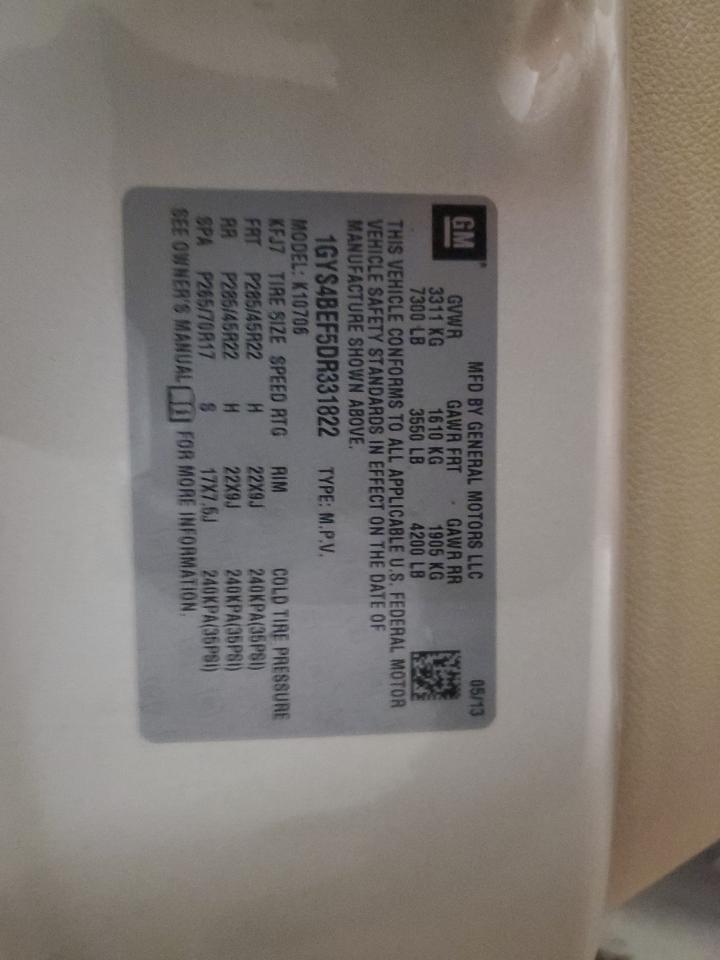 GM
MFD BY GENERAL MOTORS LLC 05/13
GVWR GAWR FRT GAWR RR
3311 KG 1610 KG 1905 KG
7300 LB 3550 LB 4200 LB
THIS VEHICLE CONFORMS TO ALL APPLICABLE U.S. FEDERAL MOTOR
VEHICLE SAFETY STANDARDS IN EFFECT ON THE DATE OF
MANUFACTURE SHOWN ABOVE.
1GYS4BEF5DR331822 TYPE: M.P.V.
MODEL: K10706
KFJ7 TIRE SIZE SPEED RTG RIM COLD TIRE PRESSURE
FRT P285/45R22 H 22X9J 240KPA(35PSI)
RR P285/45R22 H 22X9J 240KPA(35PSI)
SPA P265/70R17 S 17X7.5J 240KPA(35PSI)
SEE OWNER'S MANUAL FOR MORE INFORMATION.